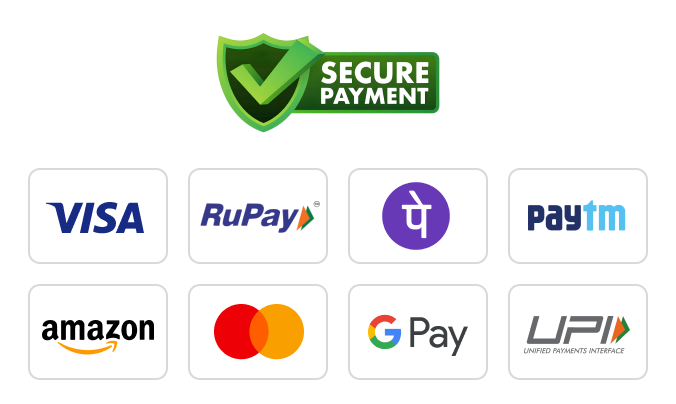 SECURE
PAYMENT
VISA
RuPay
पे
paytm
amazon
G Pay
UPI
UNIFIED PAYMENTS INTERFACE